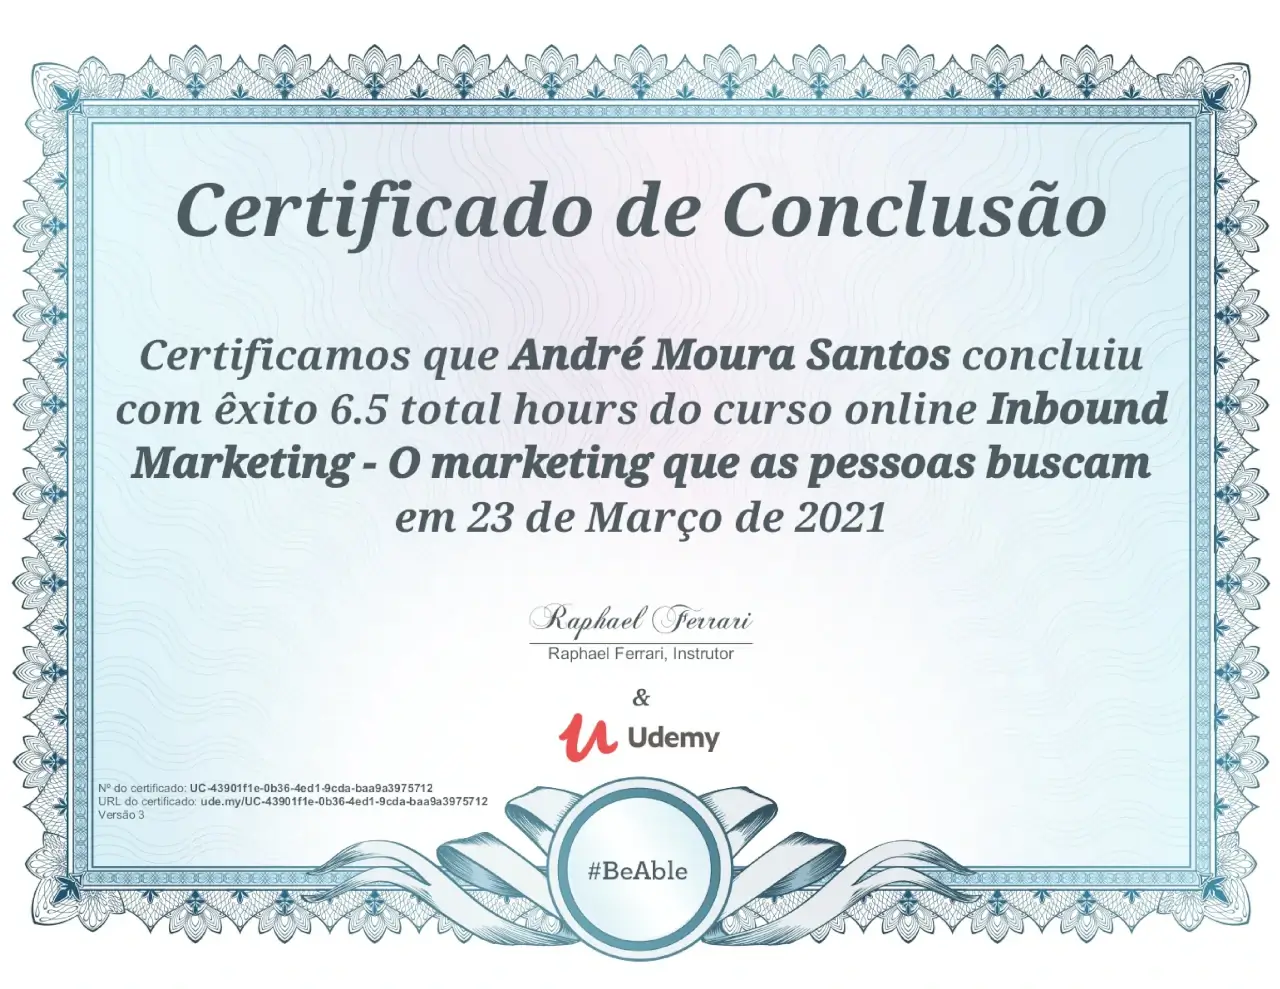 Certificado de Conclusão
Certificamos que André Moura Santos concluiu
com êxito 6.5 total hours do curso online Inbound
Marketing - O marketing que as pessoas buscam
em 23 de Março de 2021
Raphael Ferrari
Raphael Ferrari, Instrutor
&
Udemy
Nº do certificado: UC-43901f1e-0b36-4ed1-9cda-baa9a3975712
URL do certificado: ude.my/UC-43901f1e-0b36-4ed1-9cda-baa9a3975712
Versão 3
#BeAble